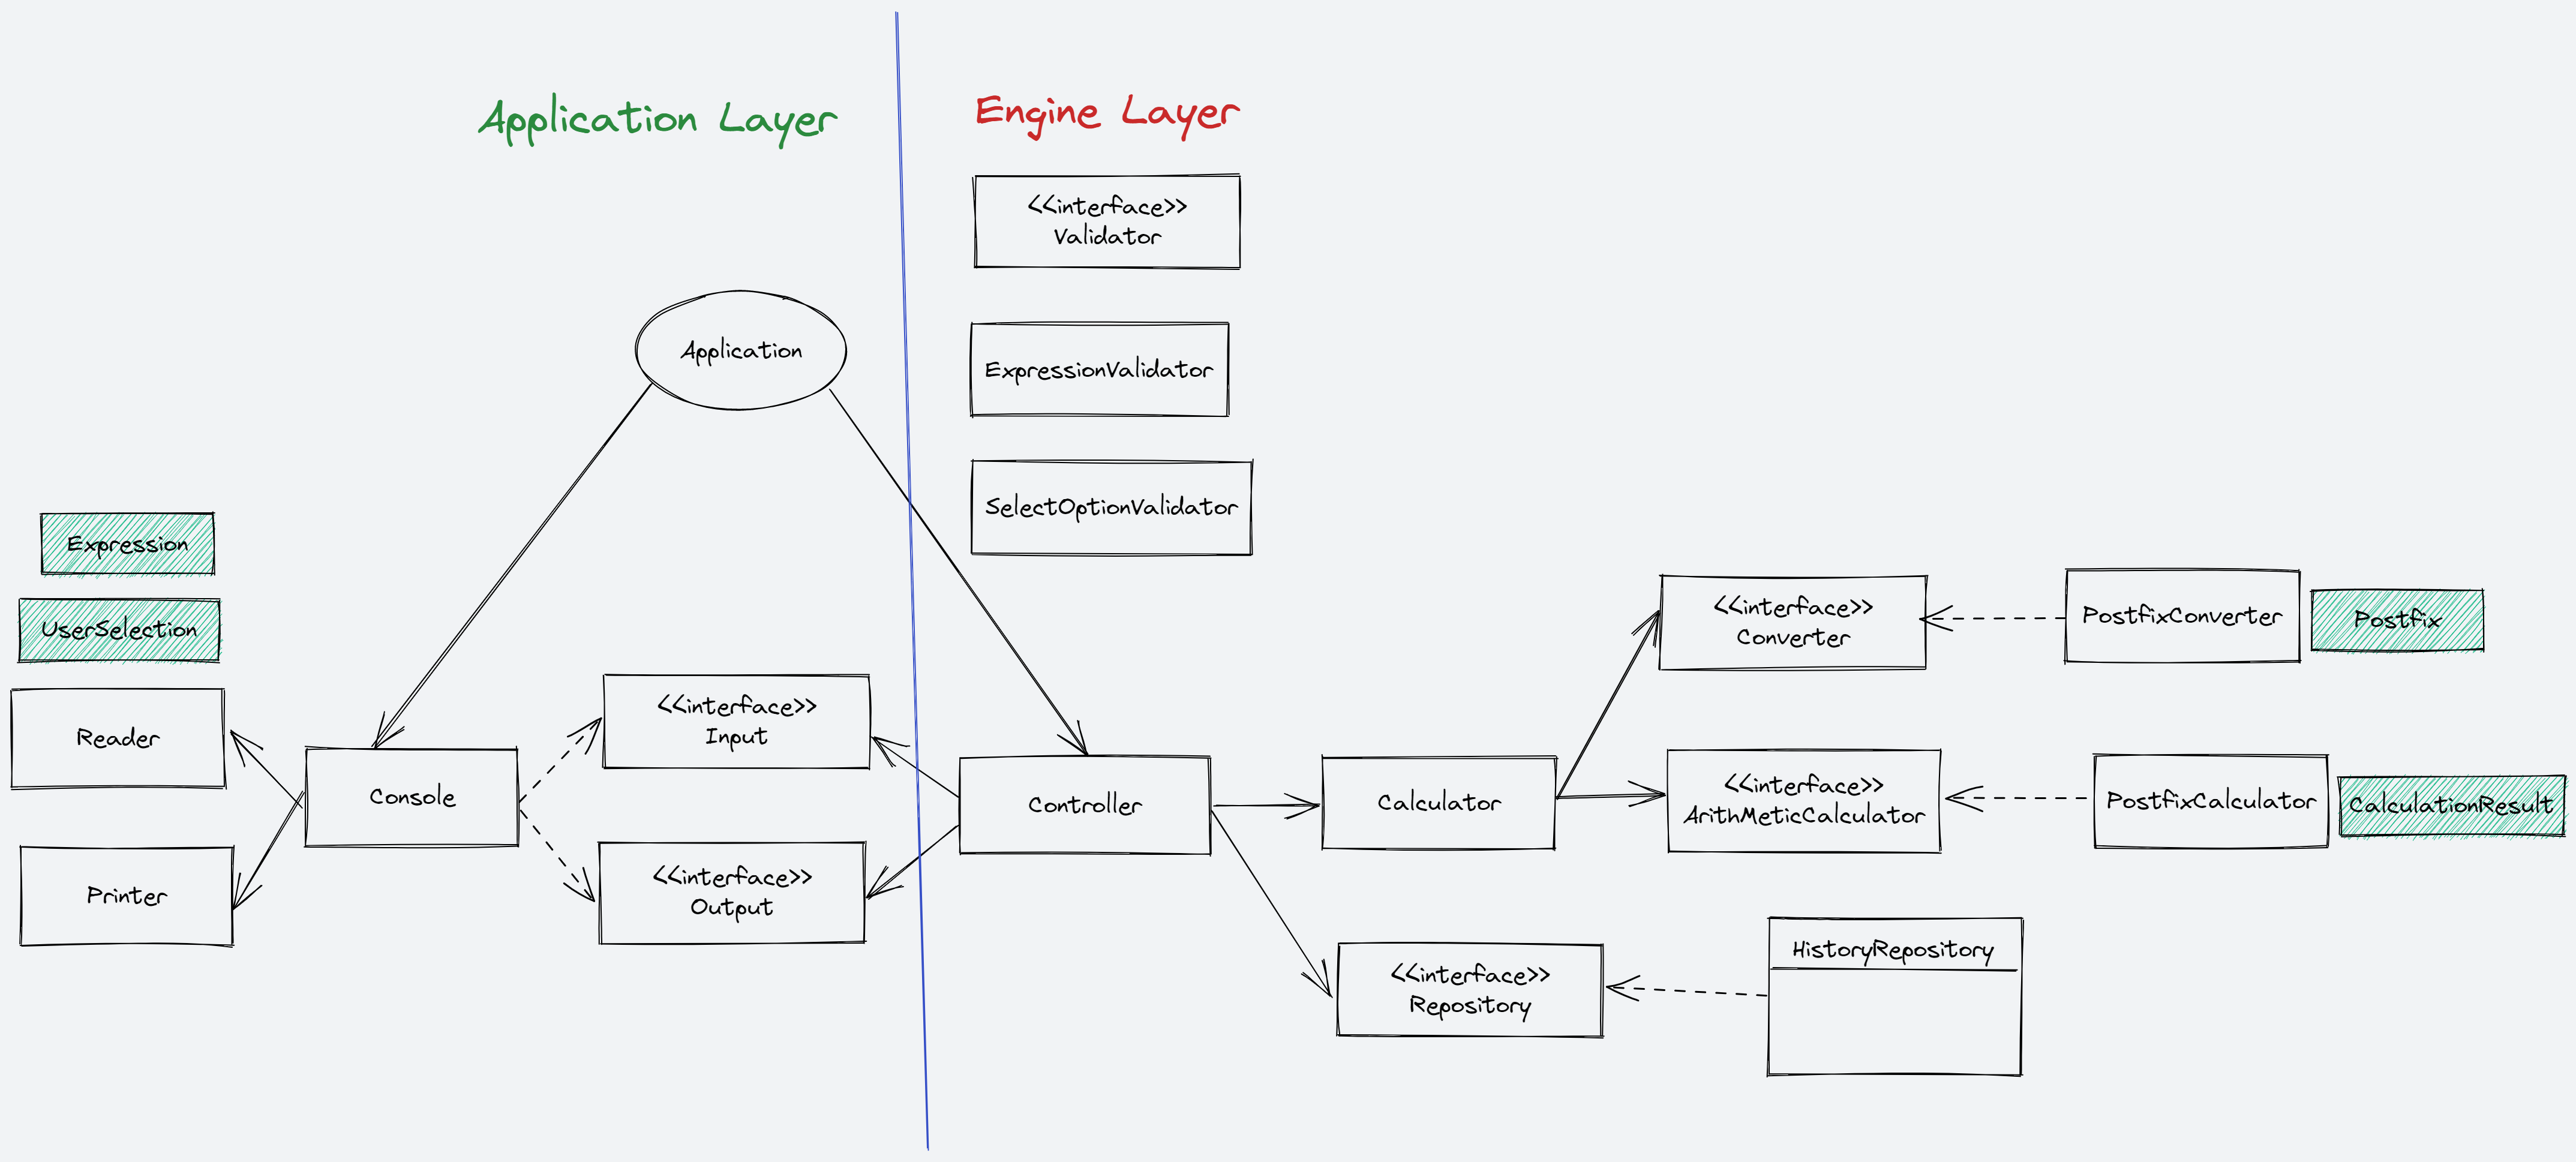 Application Layer
Engine Layer
<<interface>>
Validator
Application
ExpressionValidator
SelectOptionValidator
Expression
UserSelection
Reader
Printer
Console
<<interface>>
Input
<<interface>>
Output
Controller
Calculator
<<interface>>
Converter
PostfixConverter
Postfix
<<interface>>
ArithMeticCalculator
PostfixCalculator
CalculationResult
<<interface>>
Repository
HistoryRepository